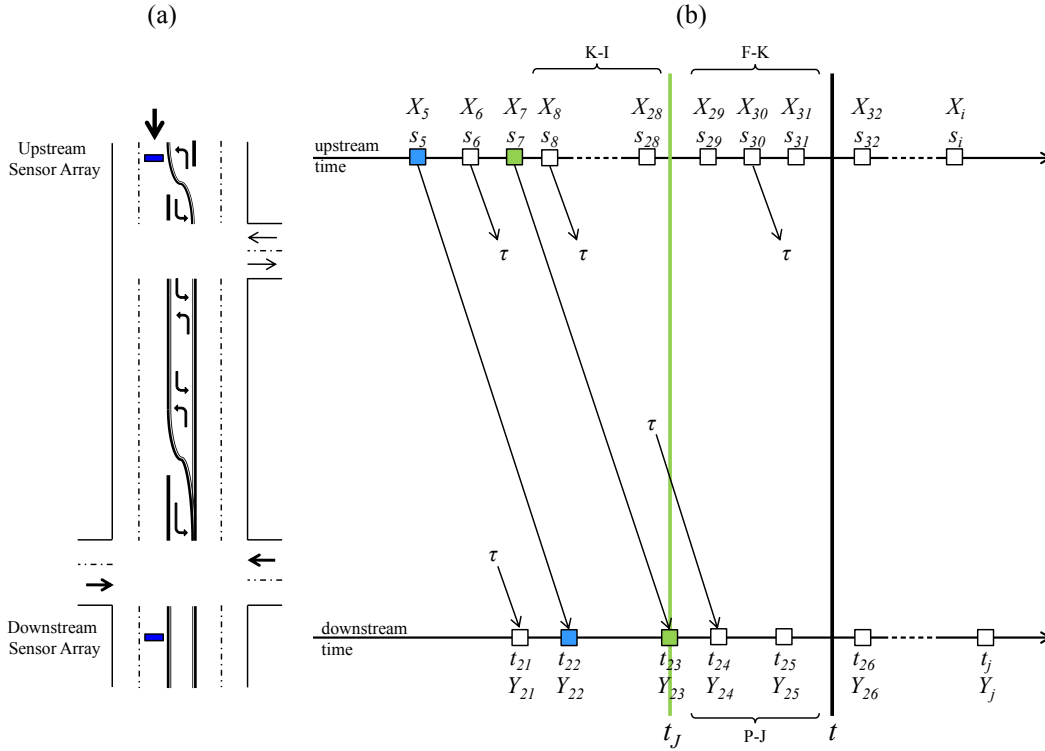 (a)
(b)
K-I
F-K
X5 X6 X7 X8 X28 X29 X30 X31 X32 Xi
s5 s6 s7 s8 s28 s29 s30 s31 s32 si
Upstream
Sensor Array
upstream
time
τ τ τ
τ
τ
Downstream
Sensor Array
downstream
time
t21 t22 t23 t24 t25 t26 tj
Y21 Y22 Y23 Y24 Y25 Y26 Yj
tJ P-J t